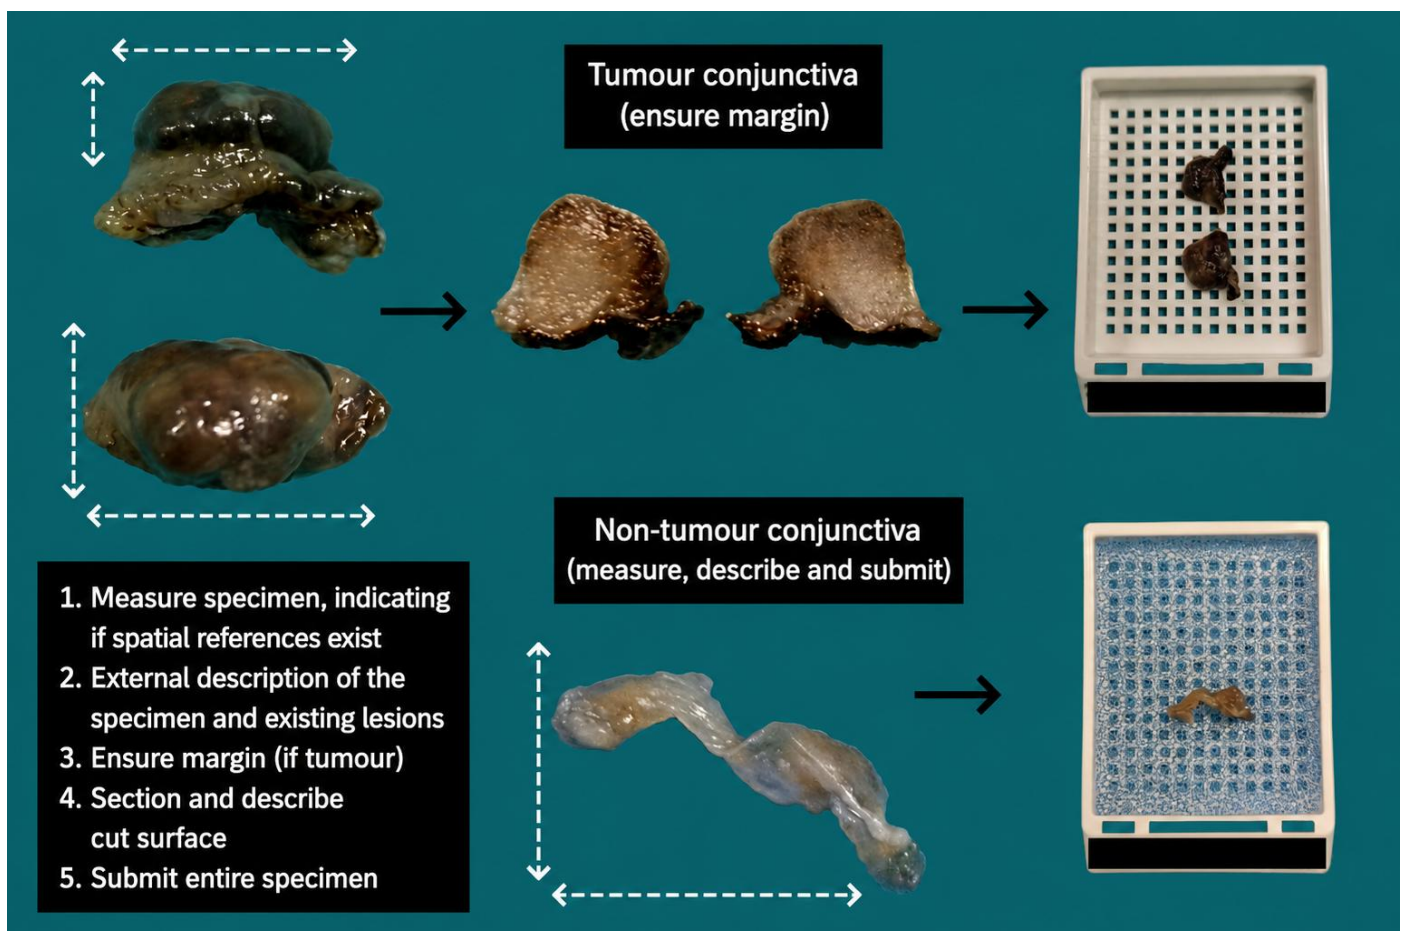 Tumour conjunctiva
(ensure margin)
Non-tumour conjunctiva
(measure, describe and submit)
1. Measure specimen, indicating
if spatial references exist
2. External description of the
specimen and existing lesions
3. Ensure margin (if tumour)
4. Section and describe
cut surface
5. Submit entire specimen